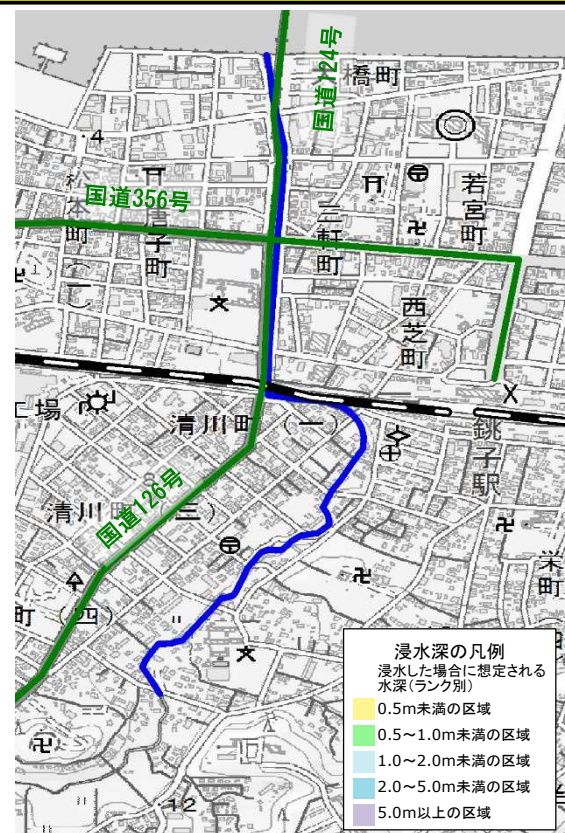 国道124号
橋町
.4
若宮町
国道356号
三軒町
西芝町
工場
清川町(一)
銚子駅
国道126号
栄町
町(四)
12
浸水深の凡例
浸水した場合に想定される
水深(ランク別)
0.5m未満の区域
0.5～1.0m未満の区域
1.0～2.0m未満の区域
2.0～5.0m未満の区域
5.0m以上の区域